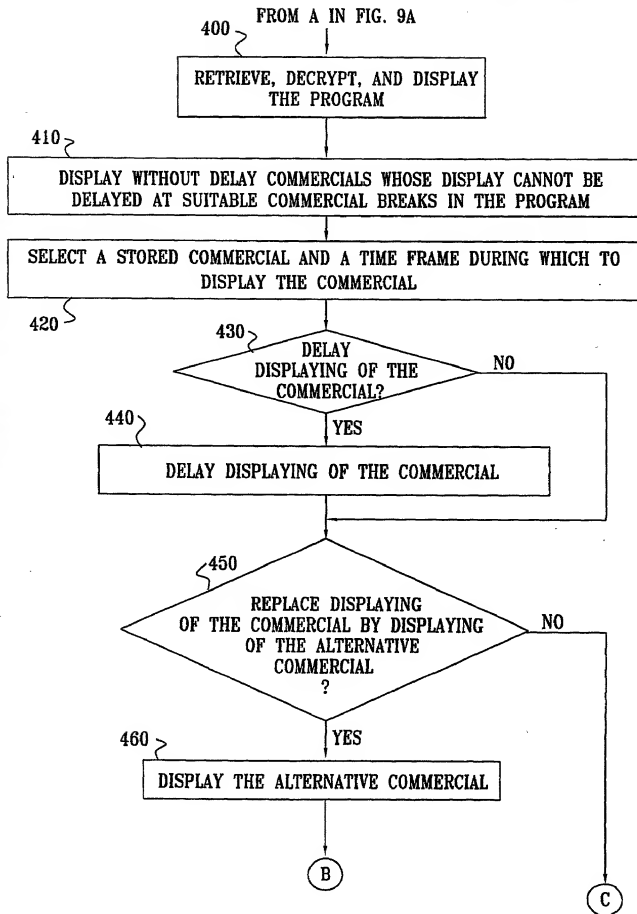 FROM A IN FIG. 9A
400
RETRIEVE, DECRYPT, AND DISPLAY
THE PROGRAM
410
DISPLAY WITHOUT DELAY COMMERCIALS WHOSE DISPLAY CANNOT BE
DELAYED AT SUITABLE COMMERCIAL BREAKS IN THE PROGRAM
SELECT A STORED COMMERCIAL AND A TIME FRAME DURING WHICH TO
DISPLAY THE COMMERCIAL
420
430
DELAY
DISPLAYING OF THE
COMMERCIAL?
NO
YES
440
DELAY DISPLAYING OF THE COMMERCIAL
450
REPLACE DISPLAYING
OF THE COMMERCIAL BY DISPLAYING
OF THE ALTERNATIVE
COMMERCIAL
?
NO
YES
460
DISPLAY THE ALTERNATIVE COMMERCIAL
B
C